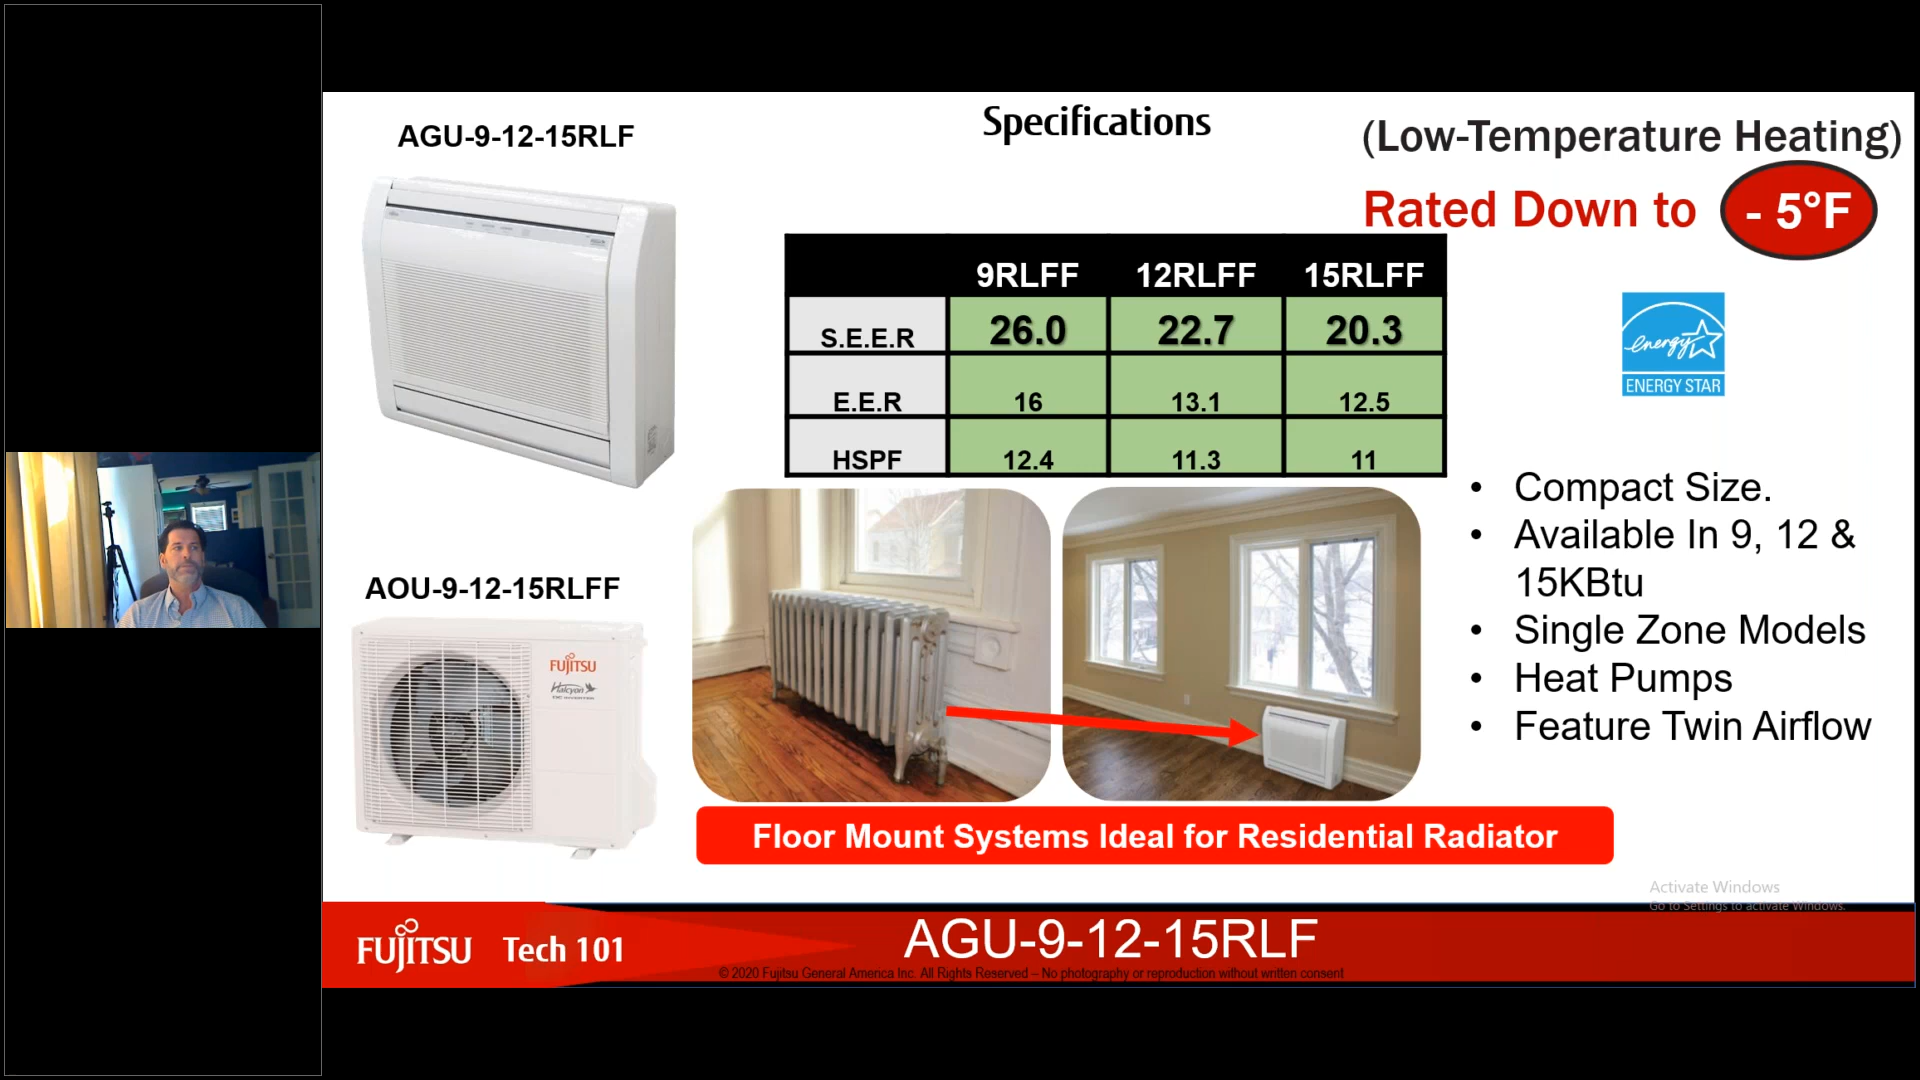 Specifications
AGU-9-12-15RLF
(Low-Temperature Heating)
Rated Down to - 5°F
9RLFF 12RLFF 15RLFF
S.E.E.R 26.0 22.7 20.3
E.E.R 16 13.1 12.5
HSPF 12.4 11.3 11
energy
ENERGY STAR
• Compact Size.
• Available In 9, 12 &
15KBtu
• Single Zone Models
• Heat Pumps
• Feature Twin Airflow
AOU-9-12-15RLFF
FUJITSU
Halcyon
DC INVERTER
Floor Mount Systems Ideal for Residential Radiator
Activate Windows
Go to Settings to activate Windows.
FUJITSU Tech 101
AGU-9-12-15RLF
© 2020 Fujitsu General America Inc. All Rights Reserved – No photography or reproduction without written consent